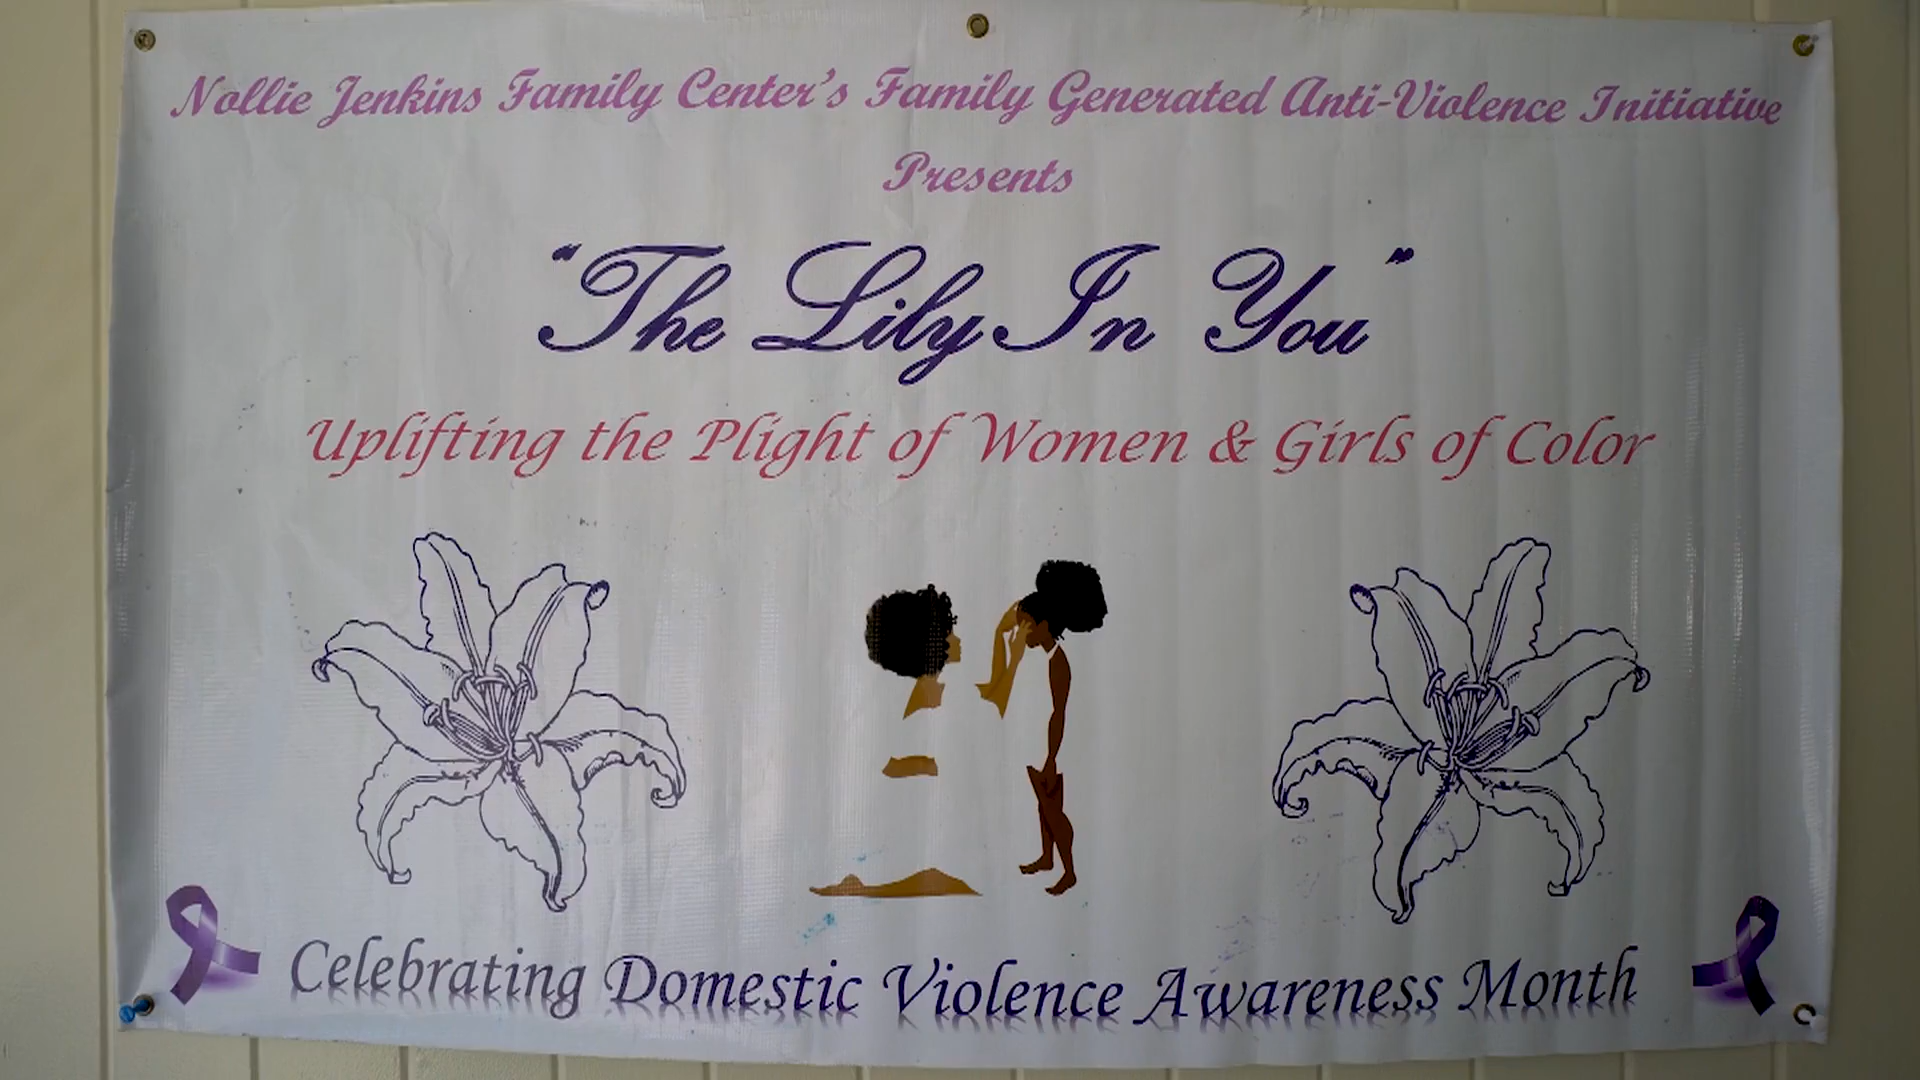 Nollie Jenkins Family Center's Family Generated Anti-Violence Initiative
Presents
"The Lily In You"
Uplifting the Plight of Women & Girls of Color
Celebrating Domestic Violence Awareness Month